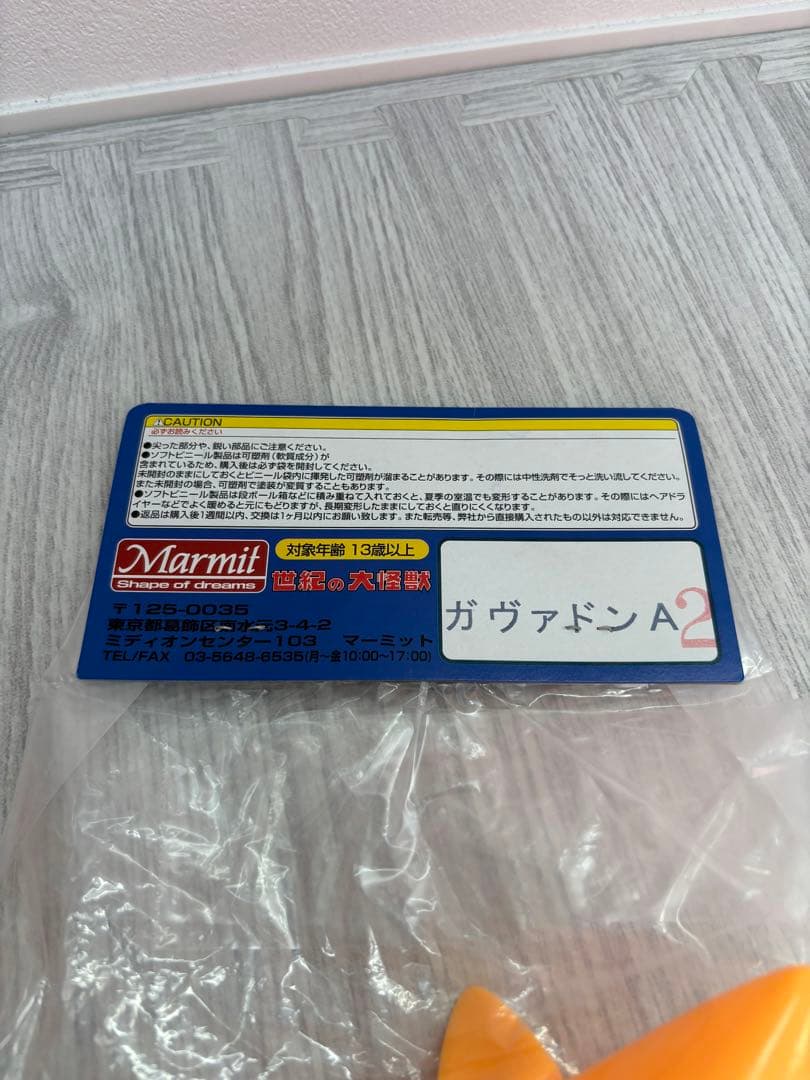 ⚠CAUTION
必ずお読みください
●尖った部分や、鋭い部品にご注意ください。
●ソフトビニール製品は可塑剤(軟質成分)が
含まれているため、購入後は必ず袋を開封してください。
未開封のままにしておくとビニール袋内に揮発した可塑剤が溜まることがあります。その際には中性洗剤でそっと洗い流してください。
また未開封の場合、可塑剤で塗装が変質することもあります。
●ソフトビニール製品は段ボール箱などに積み重ねて入れておくと、夏季の室温でも変形することがあります。その際にはヘアドラ
イヤーなどでよく暖めると元にもどりますが、長期変形したままにしておくと直りにくくなります。
●返品は購入後1週間以内、交換は1ヶ月以内にお願い致します。また転売等、弊社から直接購入されたもの以外は対応できません。
Marmit
Shape of dreams
対象年齢 13歳以上
世紀の大怪獣
〒125-0035
東京都葛飾区南水元3-4-2
ミディオンセンター103 マーミット
TEL/FAX 03-5648-6535(月〜金10:00〜17:00)
ガヴァドンA2